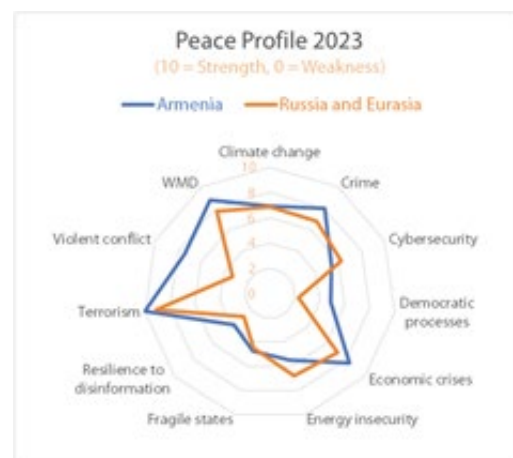 Peace Profile 2023
(10 = Strength, 0 = Weakness)
Armenia
Russia and Eurasia
Climate change
10
8
6
4
2
0
WMD
Crime
Violent conflict
Cybersecurity
Terrorism
Democratic
processes
Resilience to
disinformation
Economic crises
Fragile states
Energy insecurity